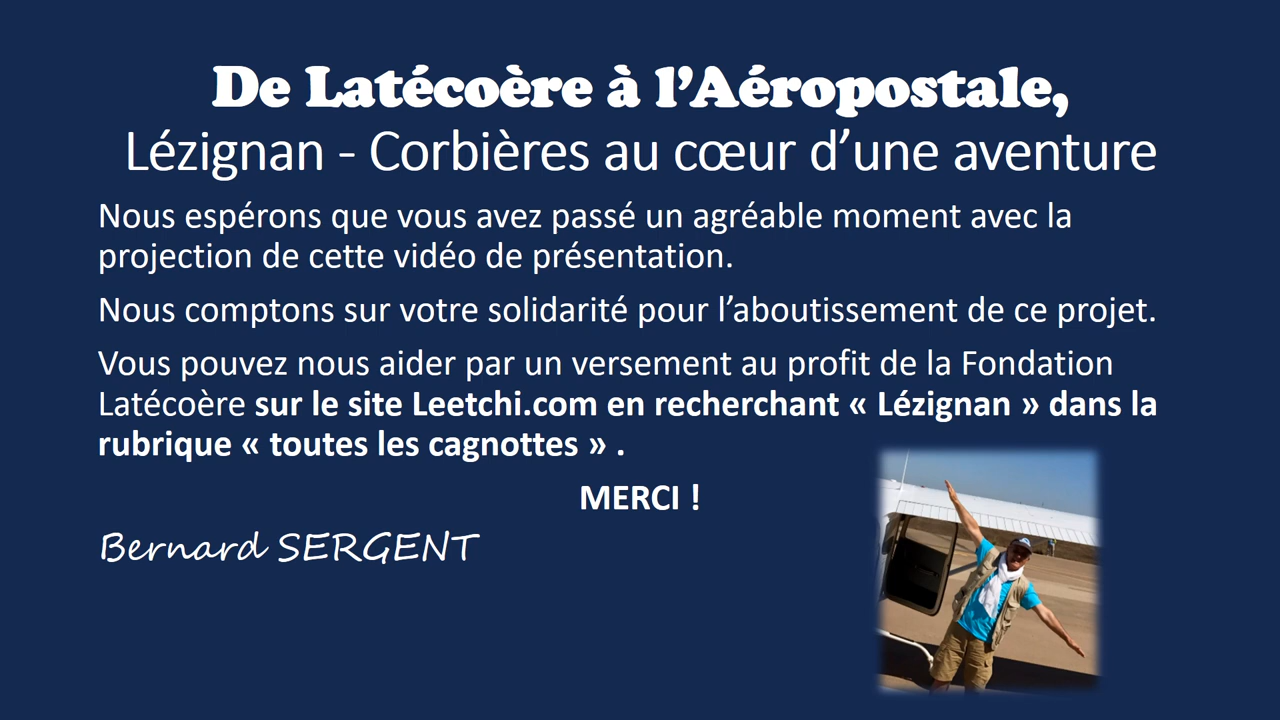 De Latécoère à l’Aéropostale,
Lézignan - Corbières au cœur d’une aventure
Nous espérons que vous avez passé un agréable moment avec la
projection de cette vidéo de présentation.
Nous comptons sur votre solidarité pour l’aboutissement de ce projet.
Vous pouvez nous aider par un versement au profit de la Fondation
Latécoère sur le site Leetchi.com en recherchant « Lézignan » dans la
rubrique « toutes les cagnottes » .
MERCI !
Bernard SERGENT